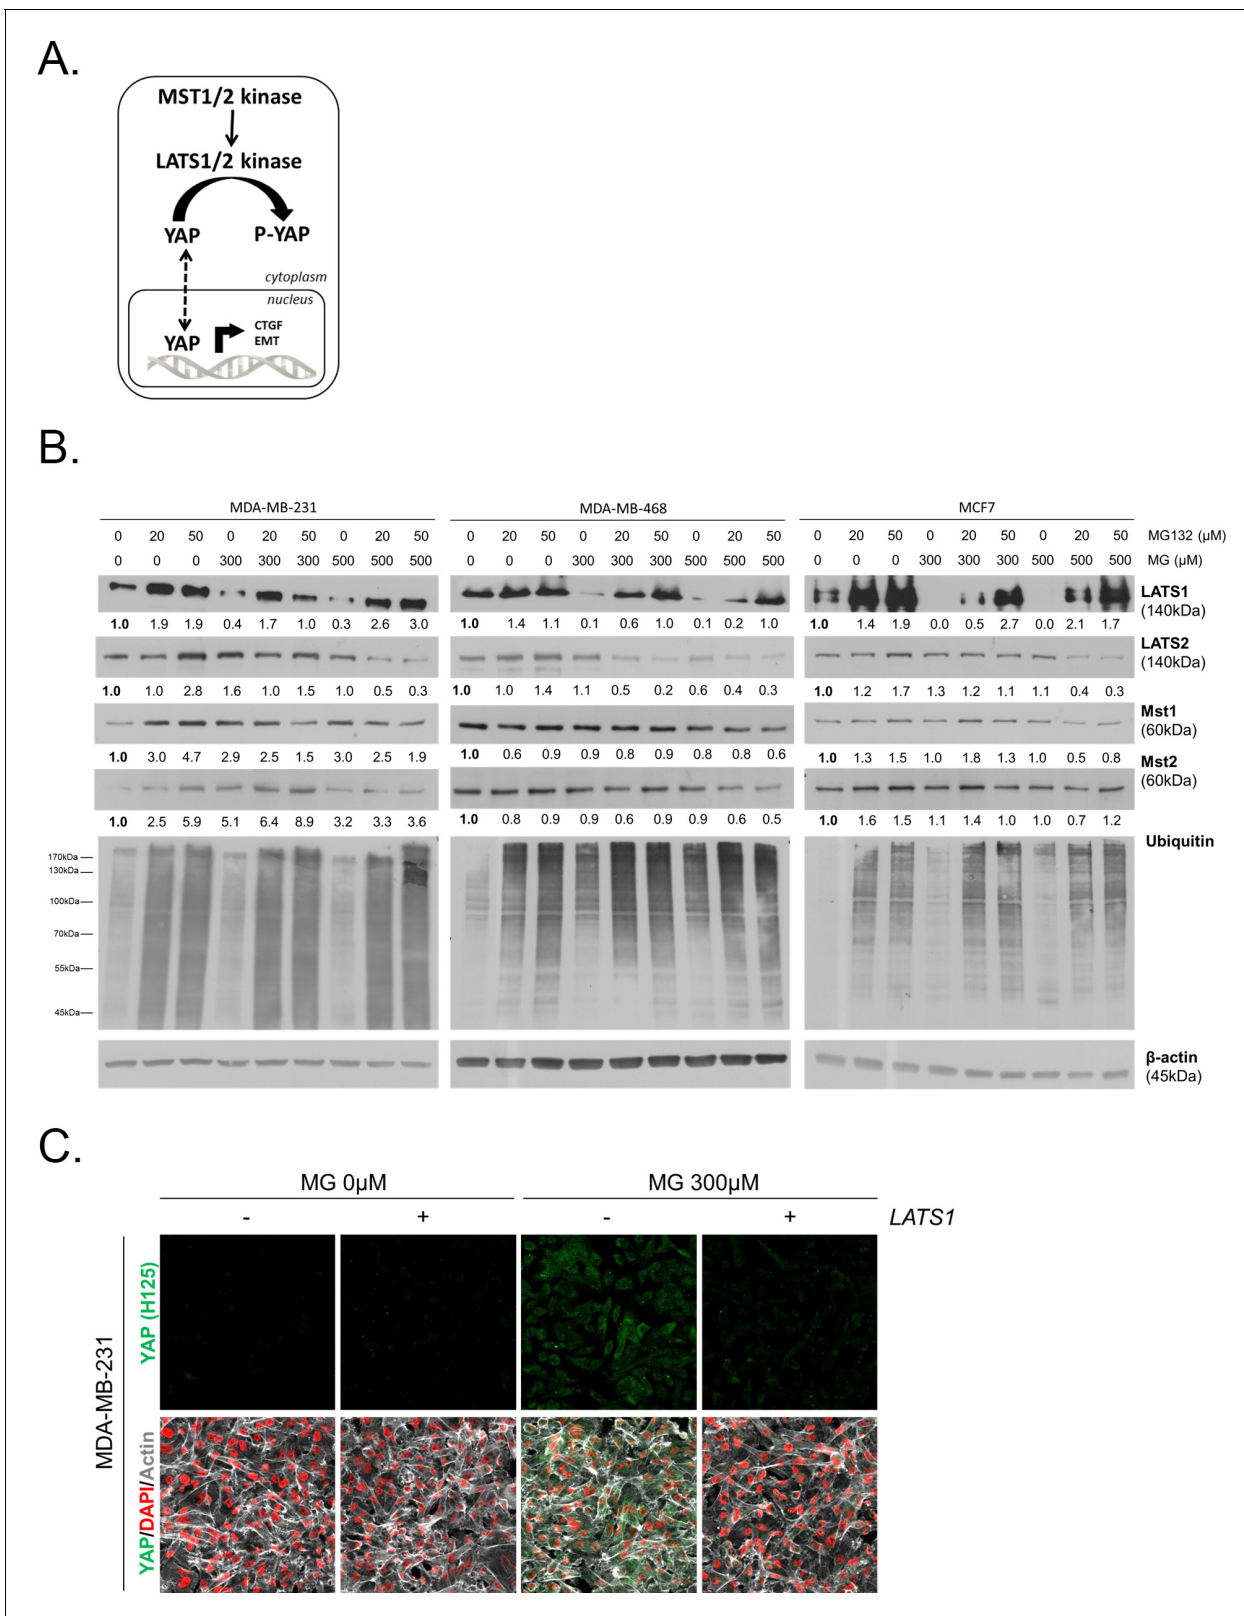 A.
MST1/2 kinase
LATS1/2 kinase
YAP P-YAP
cytoplasm
nucleus
YAP
CTGF
EMT
B.
MDA-MB-231 MDA-MB-468 MCF7
0 20 50 0 20 50 0 20 50 0 20 50 0 20 50 0 20 50 0 20 50 0 20 50 0 20 50 MG132 (µM)
0 0 0 300 300 300 500 500 500 0 0 0 300 300 300 500 500 500 0 0 0 300 300 300 500 500 500 MG (µM)
LATS1
(140kDa)
1.0 1.9 1.9 0.4 1.7 1.0 0.3 2.6 3.0 1.0 1.4 1.1 0.1 0.6 1.0 0.1 0.2 1.0 1.0 1.4 1.9 0.0 0.5 2.7 0.0 2.1 1.7
LATS2
(140kDa)
1.0 1.0 2.8 1.6 1.0 1.5 1.0 0.5 0.3 1.0 1.0 1.4 1.1 0.5 0.2 0.6 0.4 0.3 1.0 1.2 1.7 1.3 1.2 1.1 1.1 0.4 0.3
Mst1
(60kDa)
1.0 3.0 4.7 2.9 2.5 1.5 3.0 2.5 1.9 1.0 0.6 0.9 0.9 0.8 0.9 0.8 0.8 0.6 1.0 1.3 1.5 1.0 1.8 1.3 1.0 0.5 0.8
Mst2
(60kDa)
1.0 2.5 5.9 5.1 6.4 8.9 3.2 3.3 3.6 1.0 0.8 0.9 0.9 0.6 0.9 0.9 0.6 0.5 1.0 1.6 1.5 1.1 1.4 1.0 1.0 0.7 1.2
Ubiquitin
170kDa
130kDa
100kDa
70kDa
55kDa
45kDa
β-actin
(45kDa)
C.
MG 0µM MG 300µM
- + - + LATS1
MDA-MB-231
YAP (H125)
YAP/DAPI/Actin